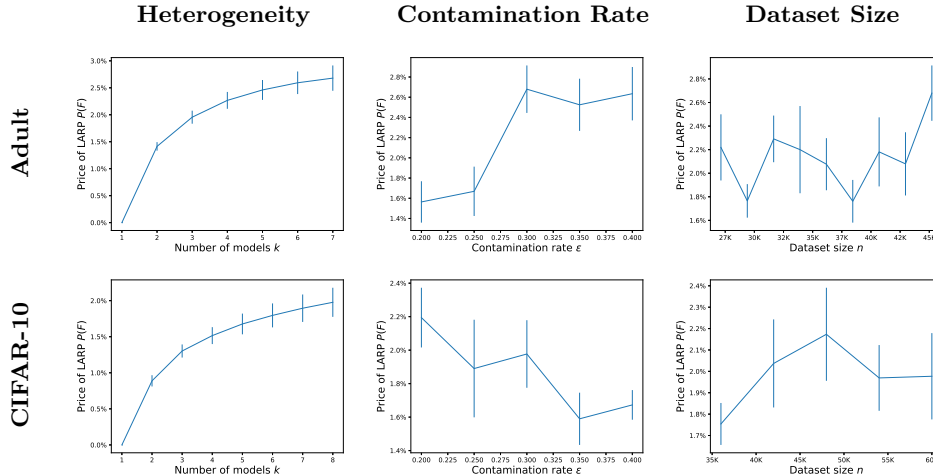 Heterogeneity Contamination Rate Dataset Size
Adult
Price of LARP P(F)
3.0%
2.5%
2.0%
1.5%
1.0%
0.5%
0.0%
1 2 3 4 5 6 7
Number of models k
Price of LARP P(F)
2.8%
2.6%
2.4%
2.2%
2.0%
1.8%
1.6%
1.4%
0.200 0.225 0.250 0.275 0.300 0.325 0.350 0.375 0.400
Contamination rate ε
Price of LARP P(F)
2.8%
2.6%
2.4%
2.2%
2.0%
1.8%
1.6%
27K 30K 32K 35K 38K 40K 42K 45K
Dataset size n
CIFAR-10
Price of LARP P(F)
2.0%
1.5%
1.0%
0.5%
0.0%
1 2 3 4 5 6 7 8
Number of models k
Price of LARP P(F)
2.4%
2.2%
2.0%
1.8%
1.6%
1.4%
0.200 0.225 0.250 0.275 0.300 0.325 0.350 0.375 0.400
Contamination rate ε
Price of LARP P(F)
2.4%
2.3%
2.2%
2.1%
2.0%
1.9%
1.8%
1.7%
35K 40K 45K 50K 55K
Dataset size n